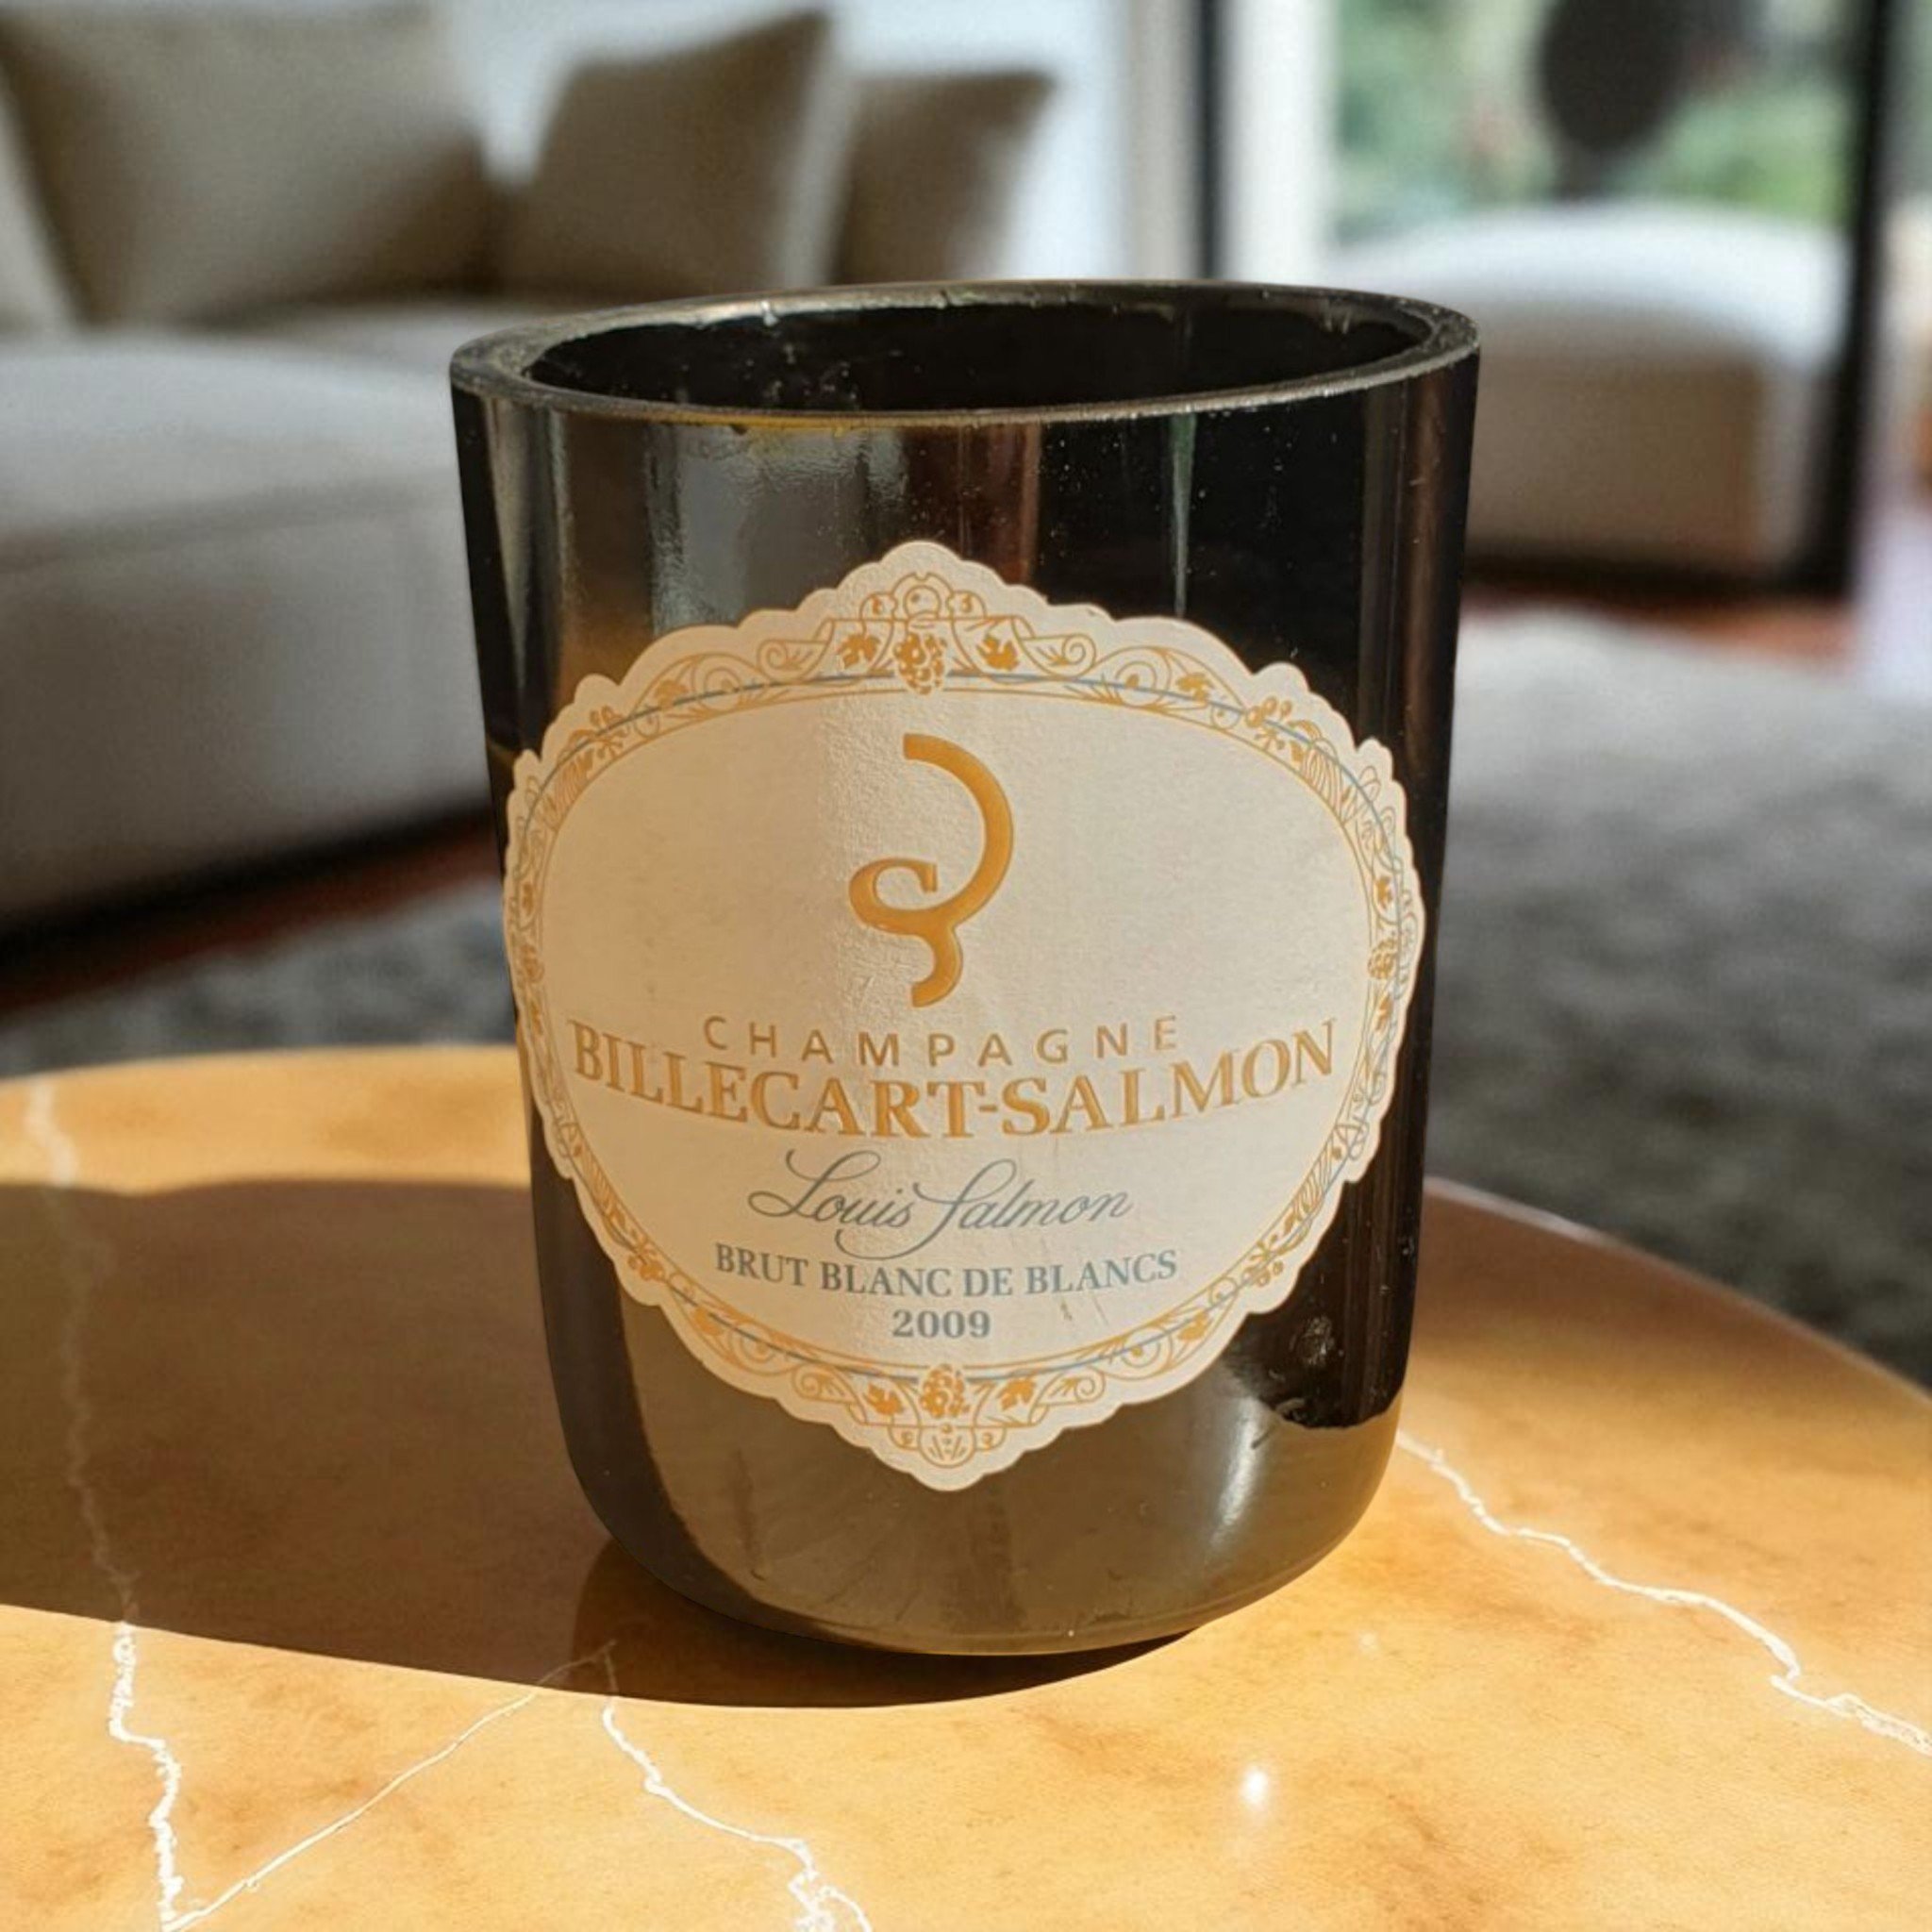 CHAMPAGNE
BILLECART-SALMON
Louis Salmon
BRUT BLANC DE BLANCS
2009